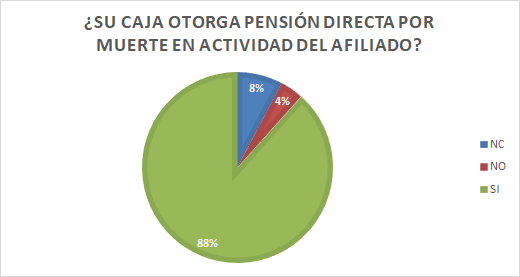 ¿SU CAJA OTORGA PENSIÓN DIRECTA POR
MUERTE EN ACTIVIDAD DEL AFILIADO?
8%
4%
88%
NC
NO
SI